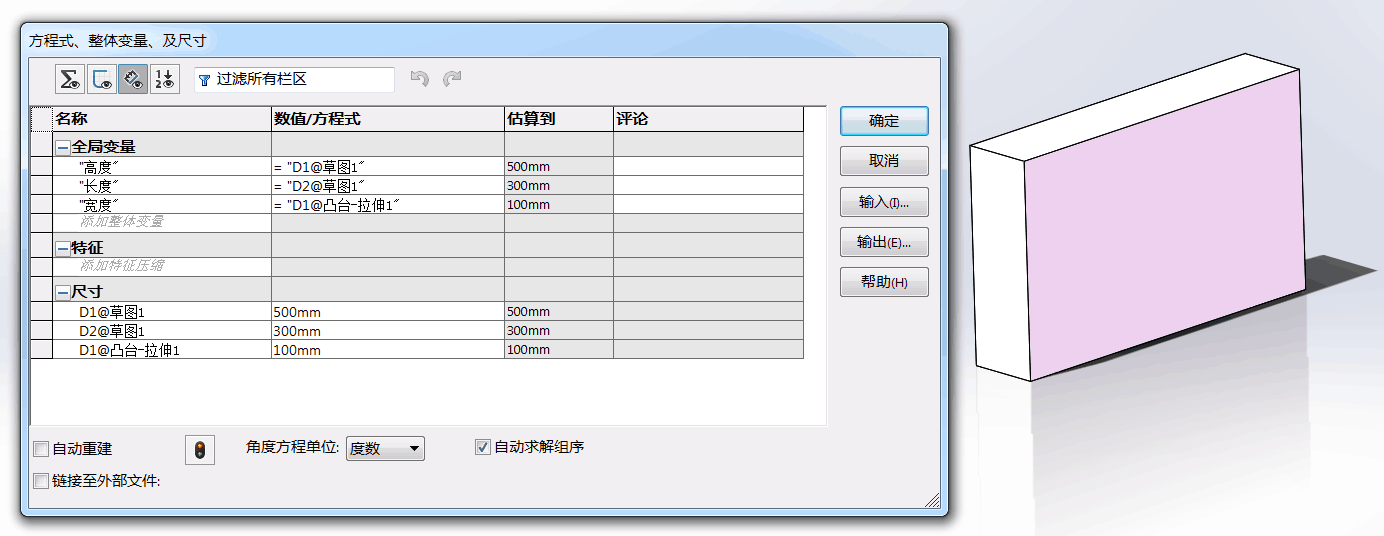 方程式、整体变量、及尺寸
过滤所有栏区
名称 数值/方程式 估算到 评论
全局变量
"高度" = "D1@草图1" 500mm
"长度" = "D2@草图1" 300mm
"宽度" = "D1@凸台-拉伸1" 100mm
添加整体变量
特征
添加特征压缩
尺寸
D1@草图1 500mm 500mm
D2@草图1 300mm 300mm
D1@凸台-拉伸1 100mm 100mm
确定
取消
输入(I)...
输出(E)...
帮助(H)
自动重建 角度方程单位: 度数 自动求解组序
链接至外部文件: